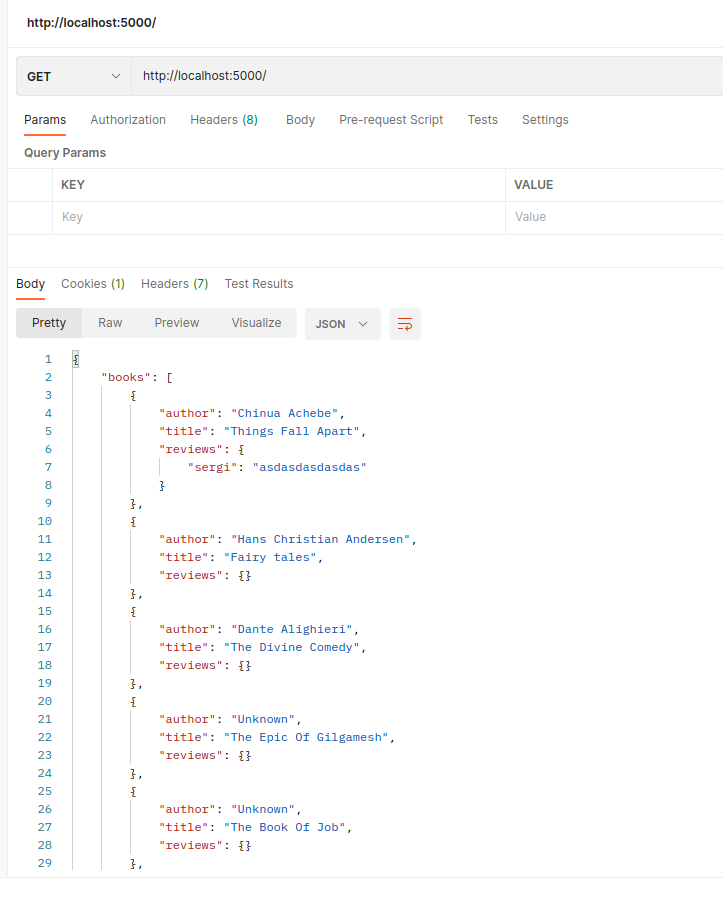 http://localhost:5000/
GET http://localhost:5000/
Params Authorization Headers (8) Body Pre-request Script Tests Settings
Query Params
KEY VALUE
Key Value
Body Cookies (1) Headers (7) Test Results
Pretty Raw Preview Visualize JSON
1 {
2 "books": [
3 {
4 "author": "Chinua Achebe",
5 "title": "Things Fall Apart",
6 "reviews": {
7 "sergi": "asdasdasdasdas"
8 }
9 },
10 {
11 "author": "Hans Christian Andersen",
12 "title": "Fairy tales",
13 "reviews": {}
14 },
15 {
16 "author": "Dante Alighieri",
17 "title": "The Divine Comedy",
18 "reviews": {}
19 },
20 {
21 "author": "Unknown",
22 "title": "The Epic Of Gilgamesh",
23 "reviews": {}
24 },
25 {
26 "author": "Unknown",
27 "title": "The Book Of Job",
28 "reviews": {}
29 },